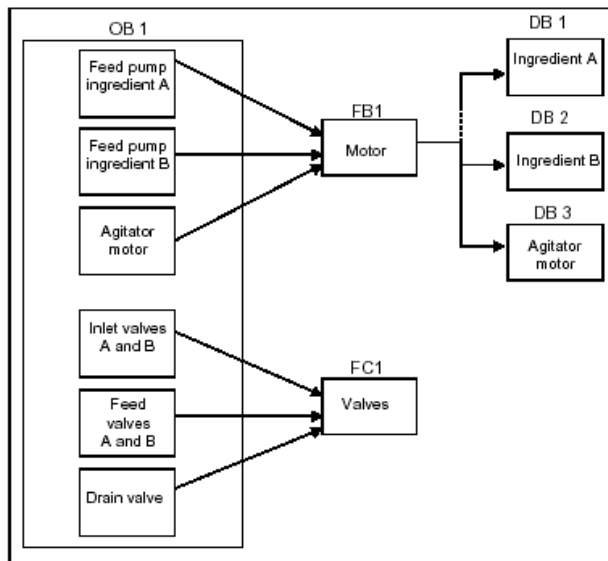 OB 1
Feed pump
ingredient A
Feed pump
ingredient B
Agitator
motor
Inlet valves
A and B
Feed
valves
A and B
Drain valve
FB1
Motor
FC1
Valves
DB 1
Ingredient A
DB 2
Ingredient B
DB 3
Agitator
motor